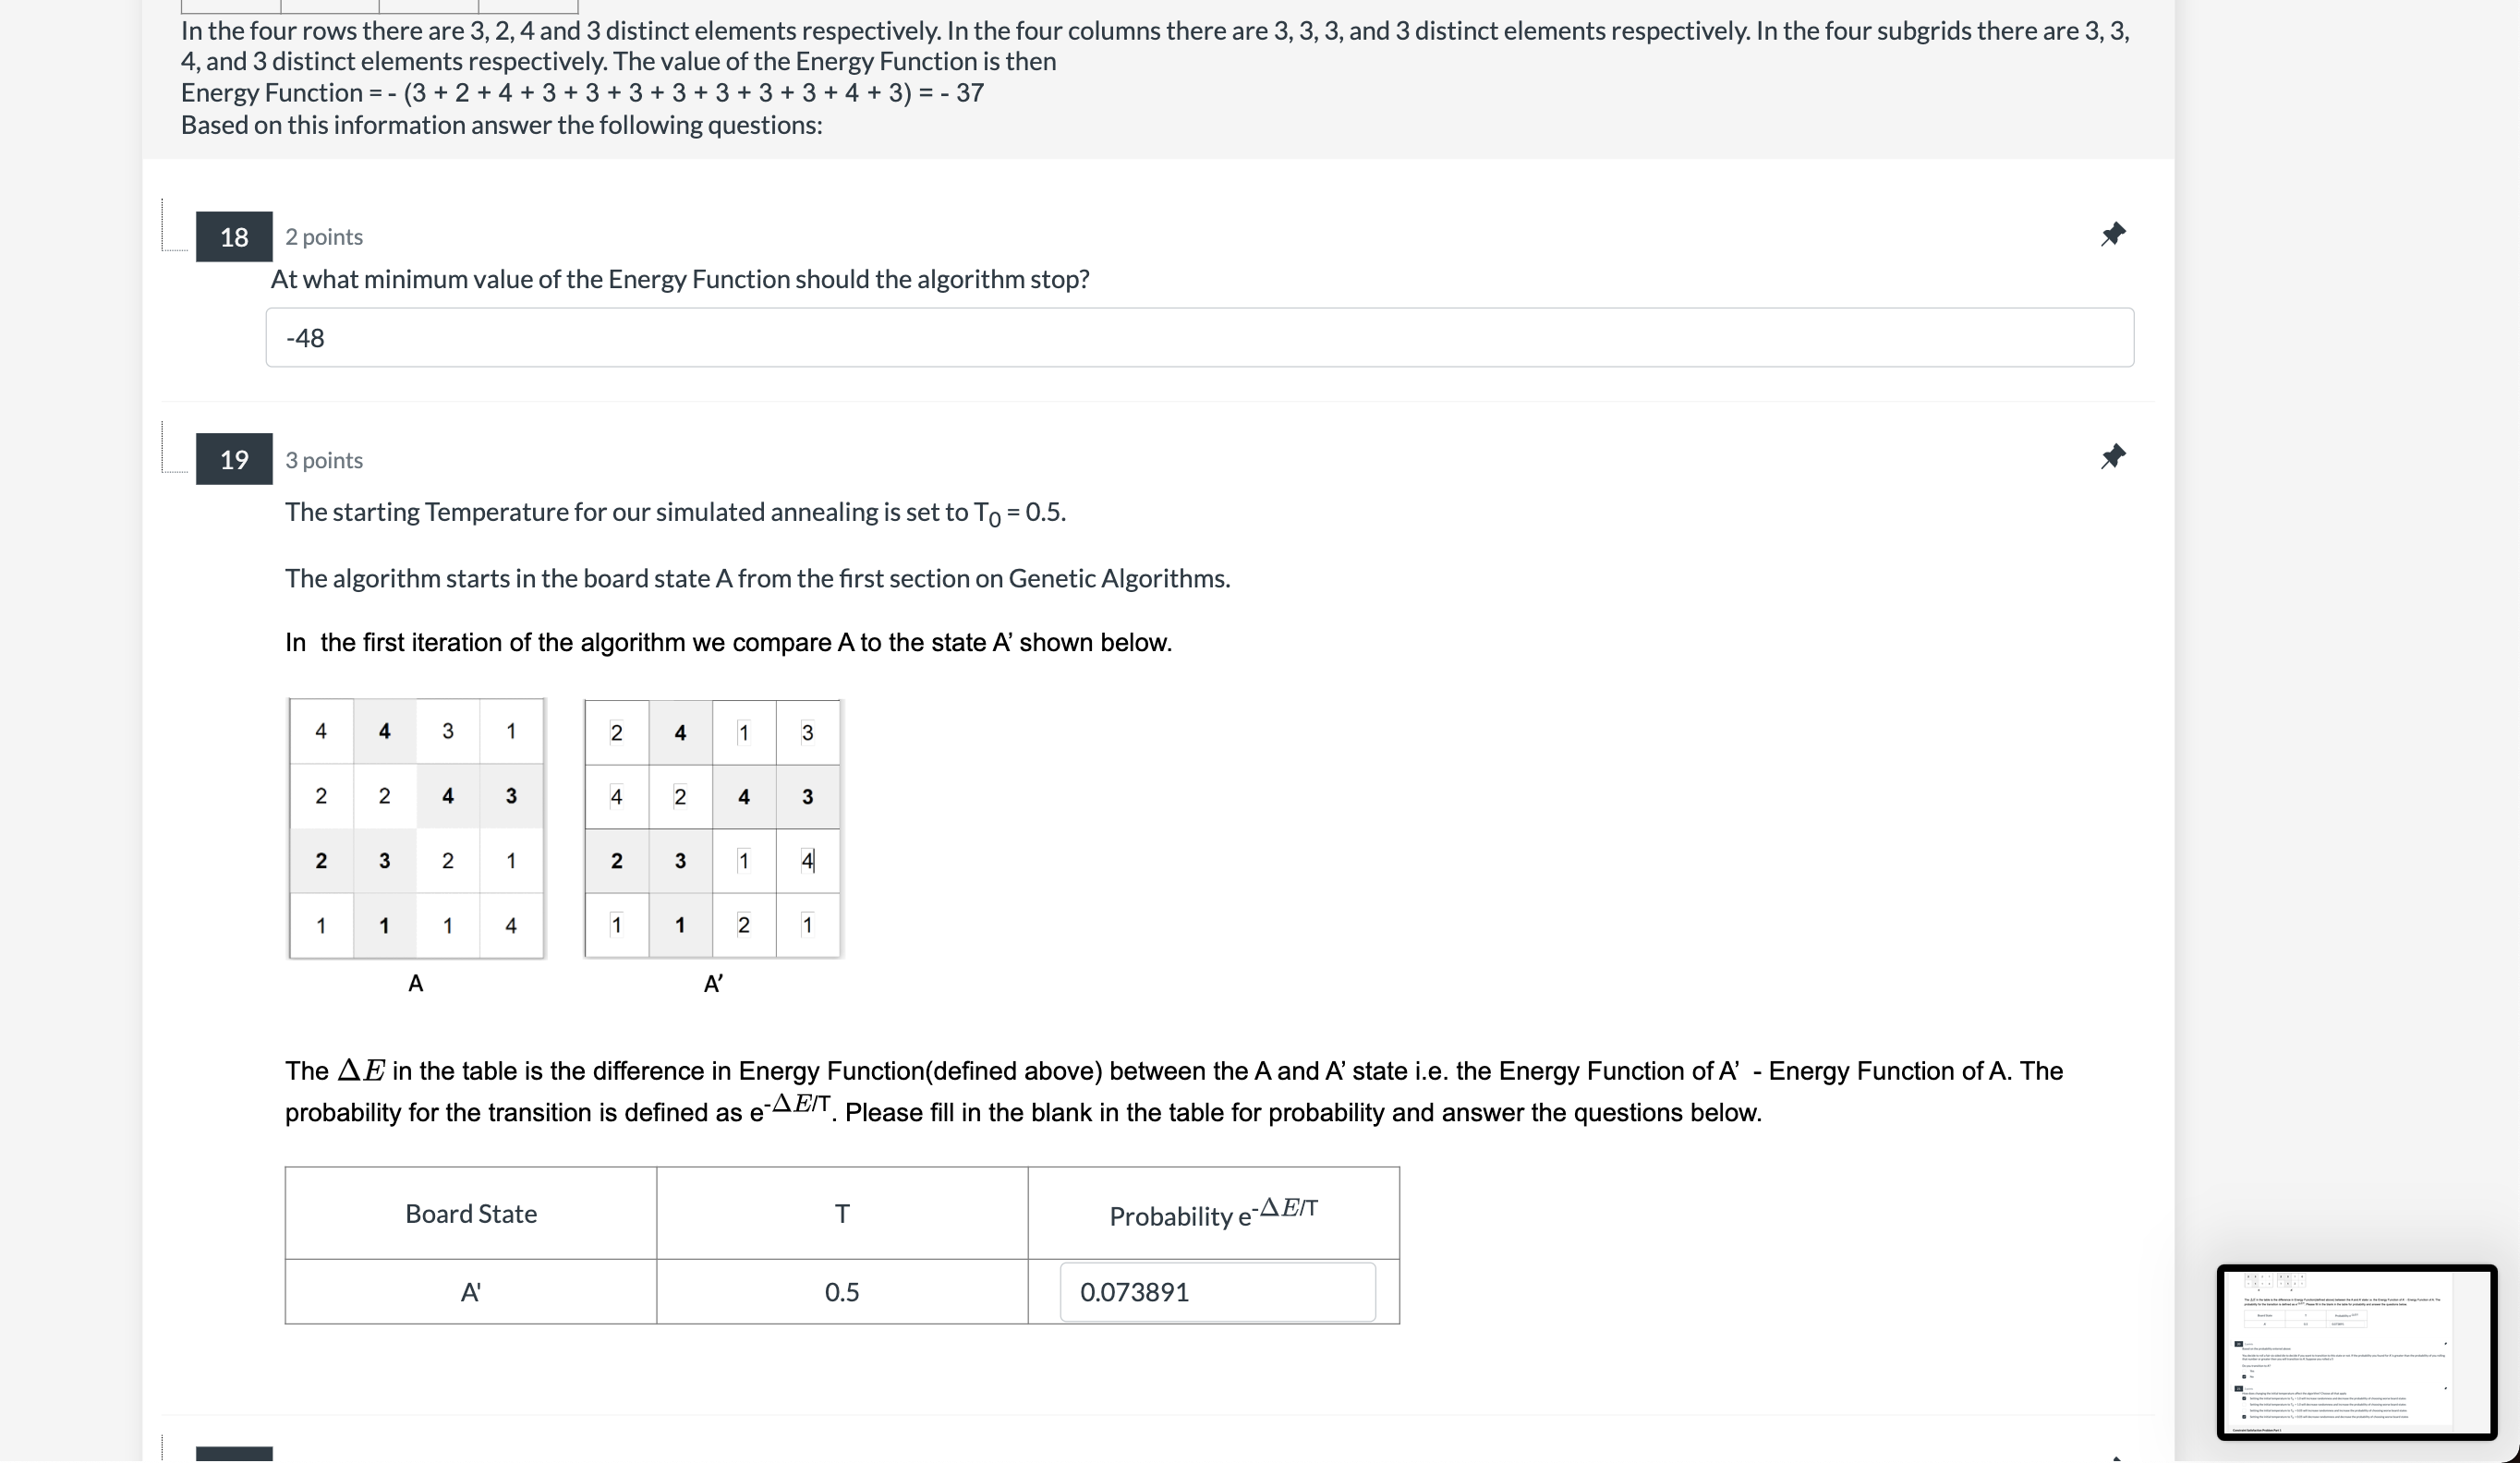 In the four rows there are 3, 2, 4 and 3 distinct elements respectively. In the four columns there are 3, 3, 3, and 3 distinct elements respectively. In the four subgrids there are 3, 3,
4, and 3 distinct elements respectively. The value of the Energy Function is then
Energy Function = - (3 + 2 + 4 + 3 + 3 + 3 + 3 + 3 + 3 + 3 + 4 + 3) = - 37
Based on this information answer the following questions:
18 2 points
At what minimum value of the Energy Function should the algorithm stop?
-48
19 3 points
The starting Temperature for our simulated annealing is set to T₀ = 0.5.
The algorithm starts in the board state A from the first section on Genetic Algorithms.
In the first iteration of the algorithm we compare A to the state A’ shown below.
4 4 3 1 2 4 1 3
2 2 4 3 4 2 4 3
2 3 2 1 2 3 1 4
1 1 1 4 1 1 2 1
A A’
The ΔE in the table is the difference in Energy Function(defined above) between the A and A’ state i.e. the Energy Function of A’ - Energy Function of A. The
probability for the transition is defined as e-ΔE/T. Please fill in the blank in the table for probability and answer the questions below.
Board State T Probability e-ΔE/T
A' 0.5 0.073891